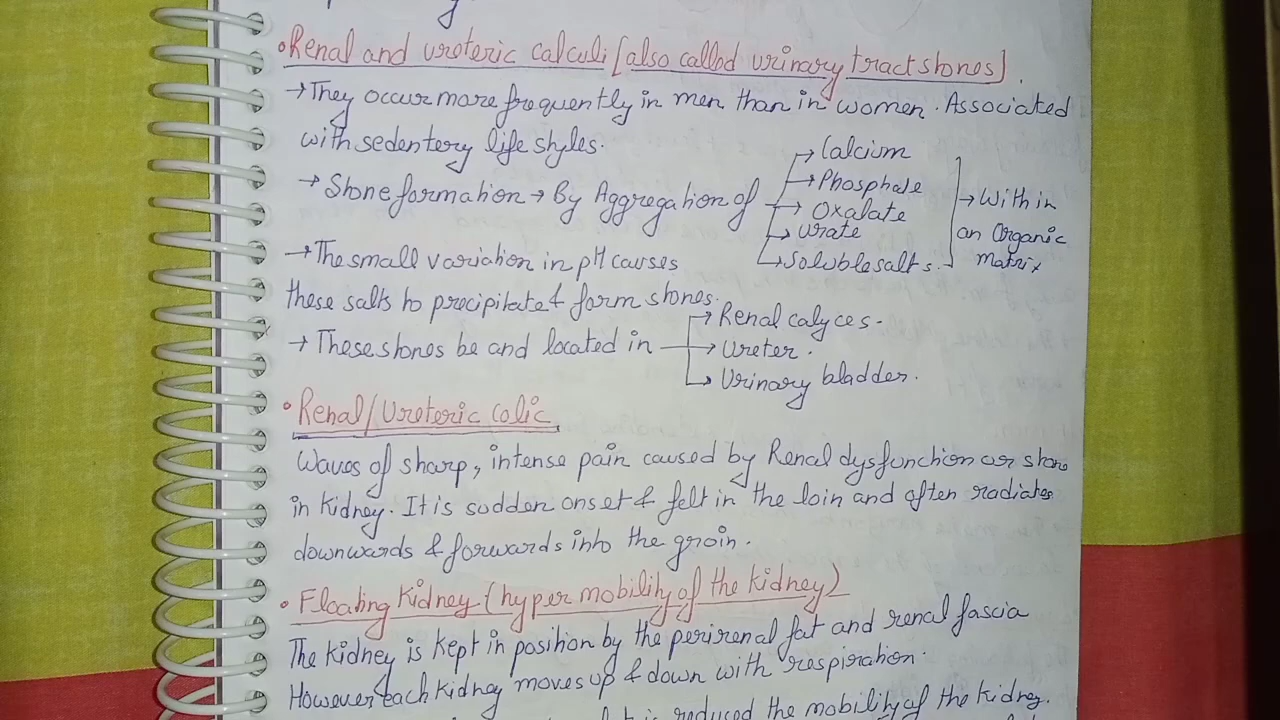 • Renal and uroteric calculi [also called urinary tract stones].
→ They occur more frequently in men than in women. Associated
with sedentery life styles.
→ Stone formation → By Aggregation of
→ Calcium
→ Phosphate
→ Oxalate
→ urate
→ Soluble salts.
→ With in
an Organic
matrix
→ The small variation in pH causes
these salts to precipitate & form stones.
→ These stones be and located in
→ Renal calyces.
→ Ureter.
→ Urinary bladder.
• Renal/Uroteric colic
Waves of sharp, intense pain caused by Renal dysfunction or stone
in Kidney. It is sudden onset & felt in the loin and often radiates
downwards & forwards into the groin.
• Floating Kidney (hyper mobility of the kidney)
The kidney is kept in position by the perirenal fat and renal fascia
However each kidney moves up & down with respiration.
is reduced the mobility of the kidney.